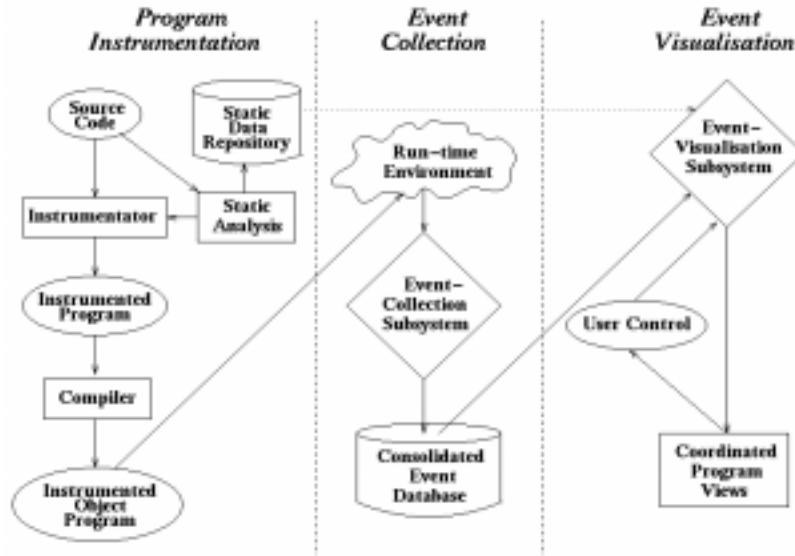 Program
Instrumentation
Event
Collection
Event
Visualisation
Source
Code
Static
Data
Repository
Instrumentator
Static
Analysis
Instrumented
Program
Compiler
Instrumented
Object
Program
Run-time
Environment
Event-
Collection
Subsystem
Consolidated
Event
Database
Event-
Visualisation
Subsystem
User Control
Coordinated
Program
Views